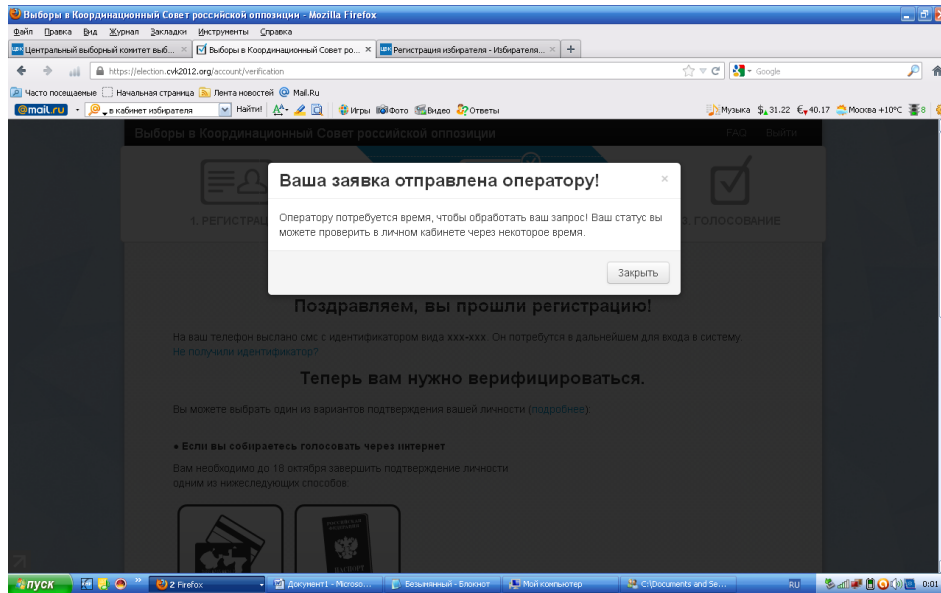 Выборы в Координационный Совет российской оппозиции - Mozilla Firefox
Файл Правка Вид Журнал Закладки Инструменты Справка
Центральный выборный комитет выб... Выборы в Координационный Совет ро... Регистрация избирателя - Избирателя...
https://election.cvk2012.org/account/verification Google
Часто посещаемые Начальная страница Лента новостей Mail.Ru
@mail.ru в кабинет избирателя Найти! Игры Фото Видео Ответы Музыка $ 31.22 € 40.17 Москва +10°C 8
Выборы в Координационный Совет российской оппозиции FAQ Выйти
Ваша заявка отправлена оператору! ×
1. РЕГИСТРАЦ 3. ГОЛОСОВАНИЕ
Оператору потребуется время, чтобы обработать ваш запрос! Ваш статус вы
можете проверить в личном кабинете через некоторое время.
Закрыть
Поздравляем, вы прошли регистрацию!
На ваш телефон выслано смс с идентификатором вида xxx-xxx. Он потребутся в дальнейшем для входа в систему.
Не получили идентификатор?
Теперь вам нужно верифицироваться.
Вы можете выбрать один из вариантов подтверждения вашей личности (подробнее):
• Если вы собираетесь голосовать через интернет
Вам необходимо до 18 октября завершить подтверждение личности
одним из нижеследующих способов:
РОССИЙСКАЯ
ФЕДЕРАЦИЯ
ПАСПОРТ
пуск 2 Firefox Документ1 - Microso... Безымянный - Блокнот Мой компьютер C:\Documents and Se... RU 0:01